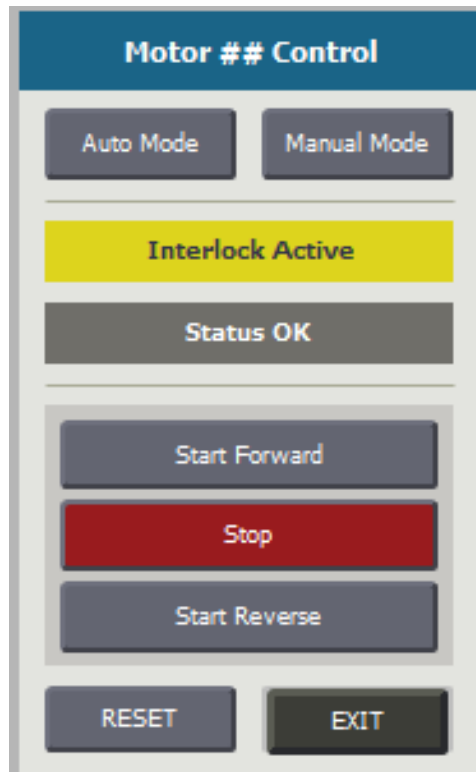 Motor ## Control
Auto Mode Manual Mode
Interlock Active
Status OK
Start Forward
Stop
Start Reverse
RESET EXIT